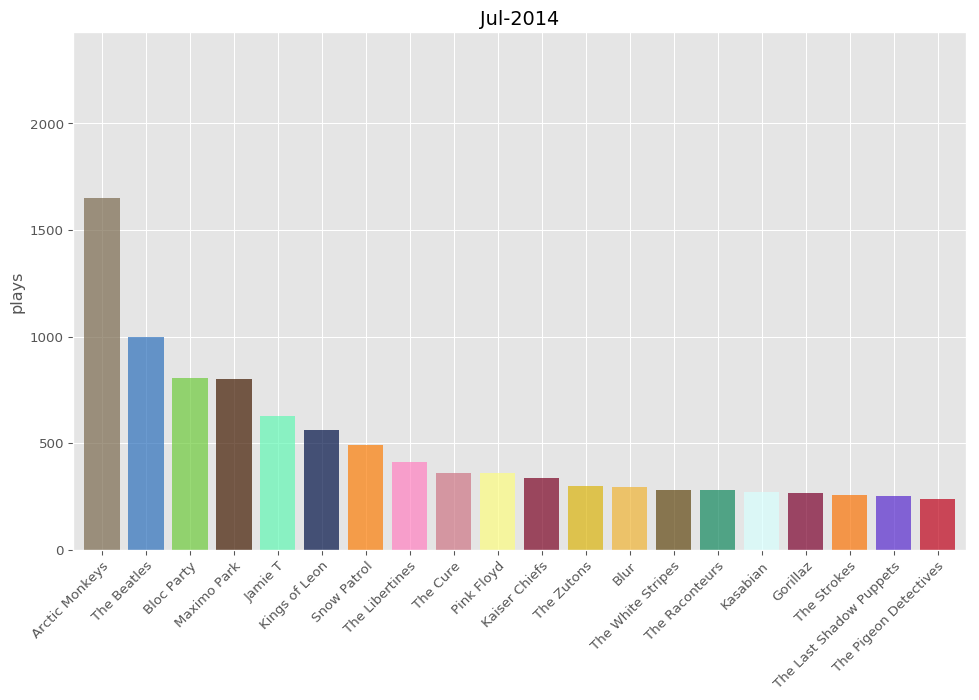 Jul-2014
plays
2000
1500
1000
500
0
Arctic Monkeys
The Beatles
Bloc Party
Maximo Park
Jamie T
Kings of Leon
Snow Patrol
The Libertines
The Cure
Pink Floyd
Kaiser Chiefs
The Zutons
Blur
The White Stripes
The Raconteurs
Kasabian
Gorillaz
The Strokes
The Last Shadow Puppets
The Pigeon Detectives